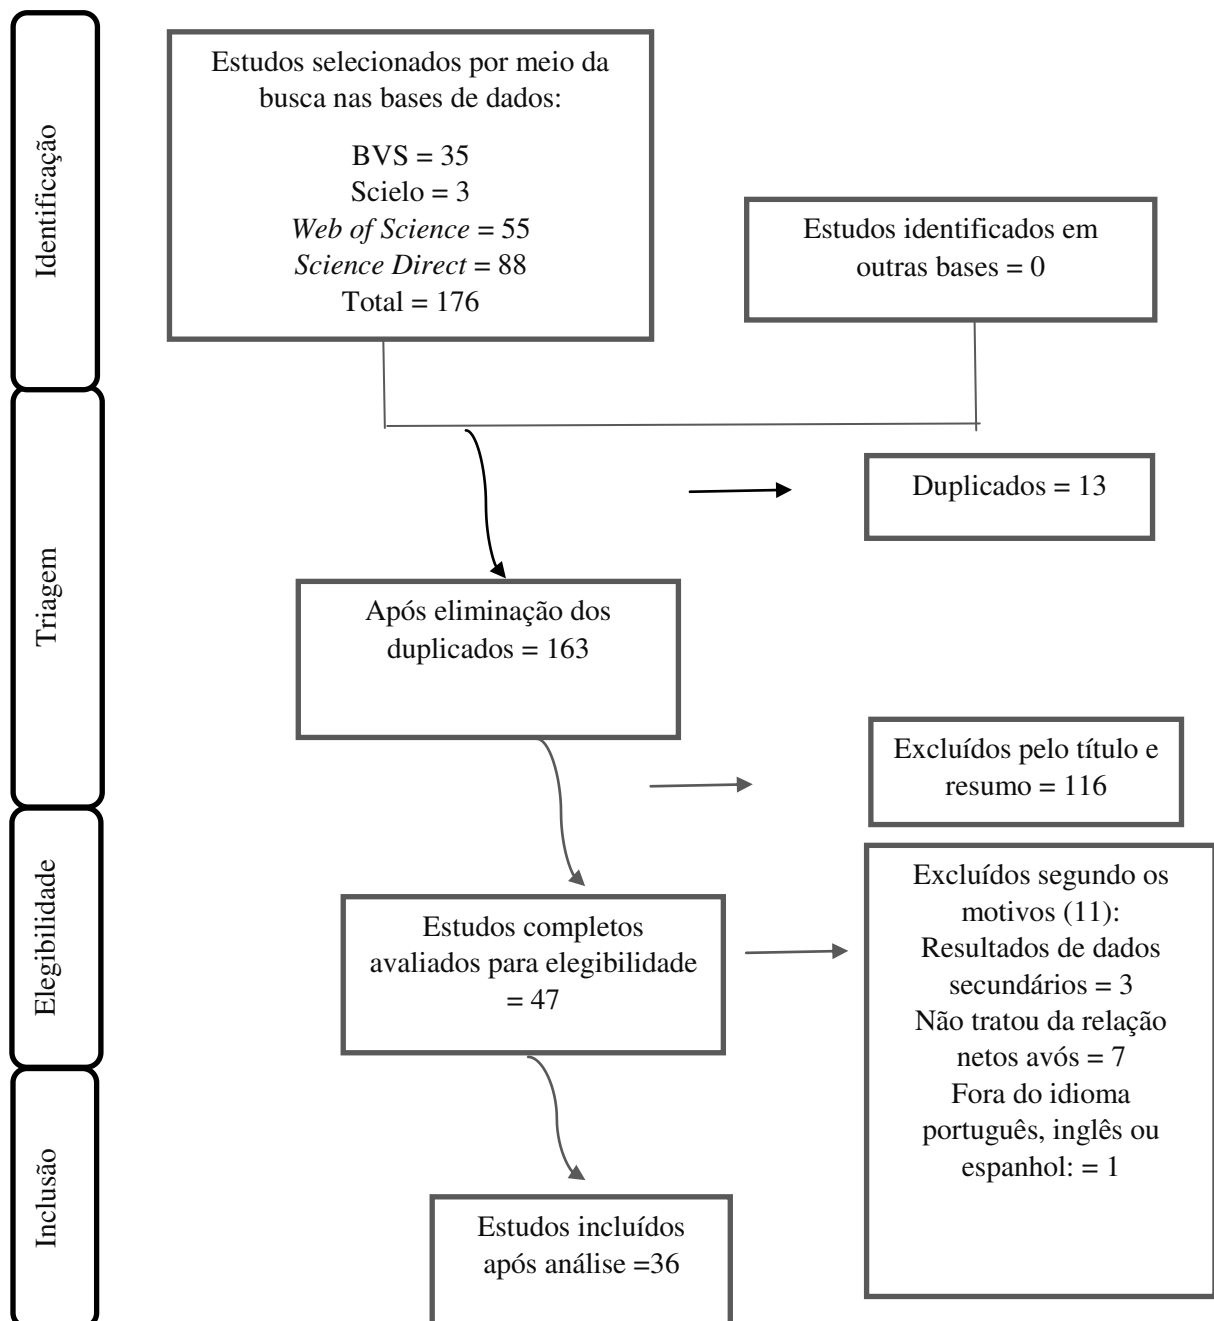 Identificação
Estudos selecionados por meio da
busca nas bases de dados:
BVS = 35
Scielo = 3
Web of Science = 55
Science Direct = 88
Total = 176
Estudos identificados em
outras bases = 0
Triagem
Duplicados = 13
Após eliminação dos
duplicados = 163
Excluídos pelo título e
resumo = 116
Elegibilidade
Estudos completos
avaliados para elegibilidade
= 47
Excluídos segundo os
motivos (11):
Resultados de dados
secundários = 3
Não tratou da relação
netos avós = 7
Fora do idioma
português, inglês ou
espanhol: = 1
Inclusão
Estudos incluídos
após análise =36